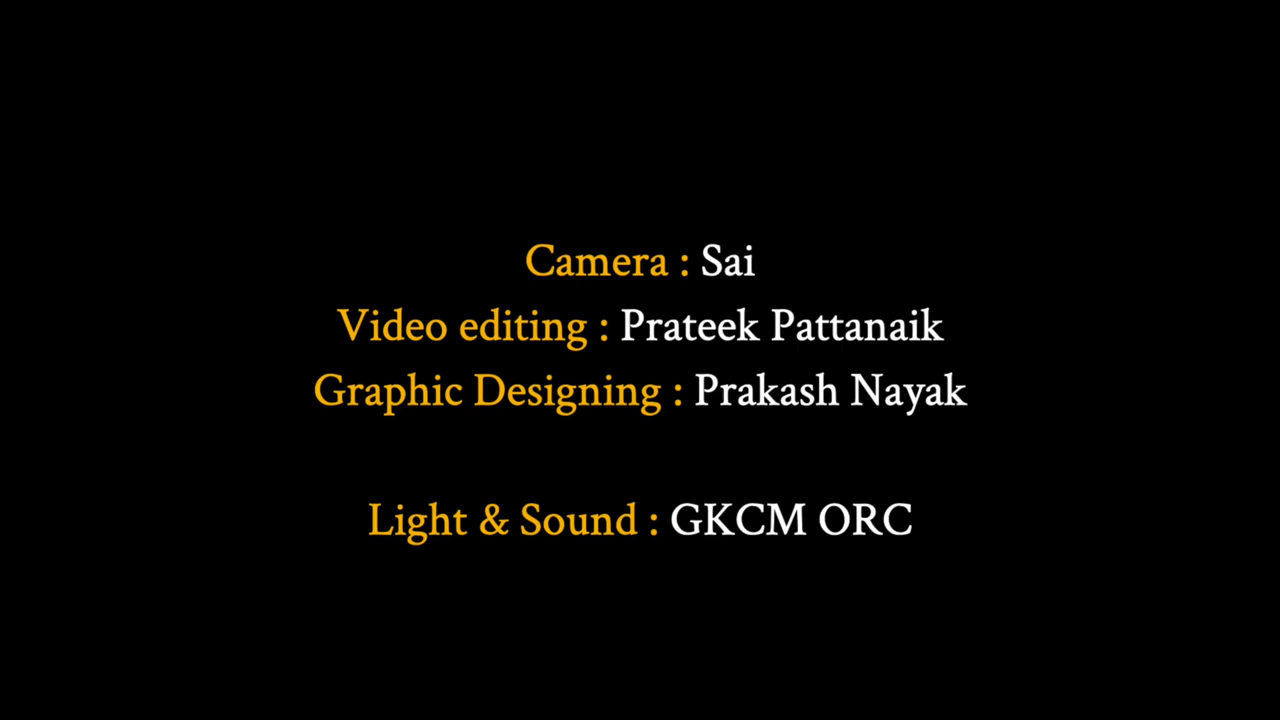 Camera : Sai
Video editing : Prateek Pattanaik
Graphic Designing : Prakash Nayak
Light & Sound : GKCM ORC